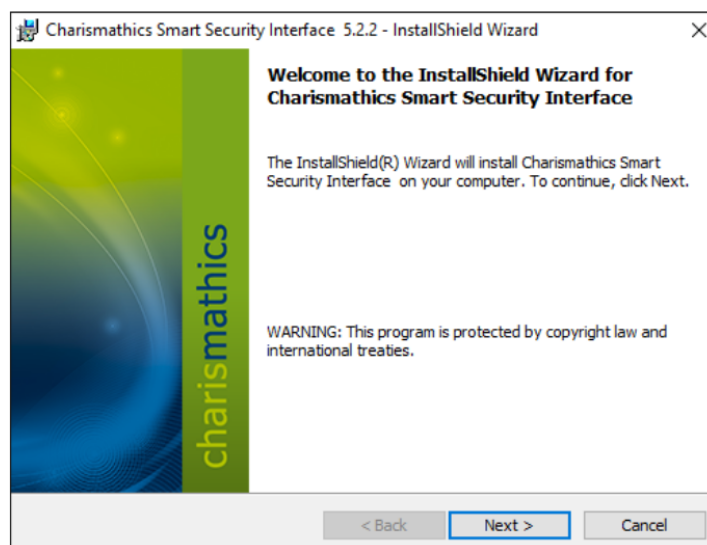 Charismathics Smart Security Interface 5.2.2 - InstallShield Wizard
Welcome to the InstallShield Wizard for
Charismathics Smart Security Interface
The InstallShield(R) Wizard will install Charismathics Smart
Security Interface on your computer. To continue, click Next.
WARNING: This program is protected by copyright law and
international treaties.
charismathics
< Back
Next >
Cancel